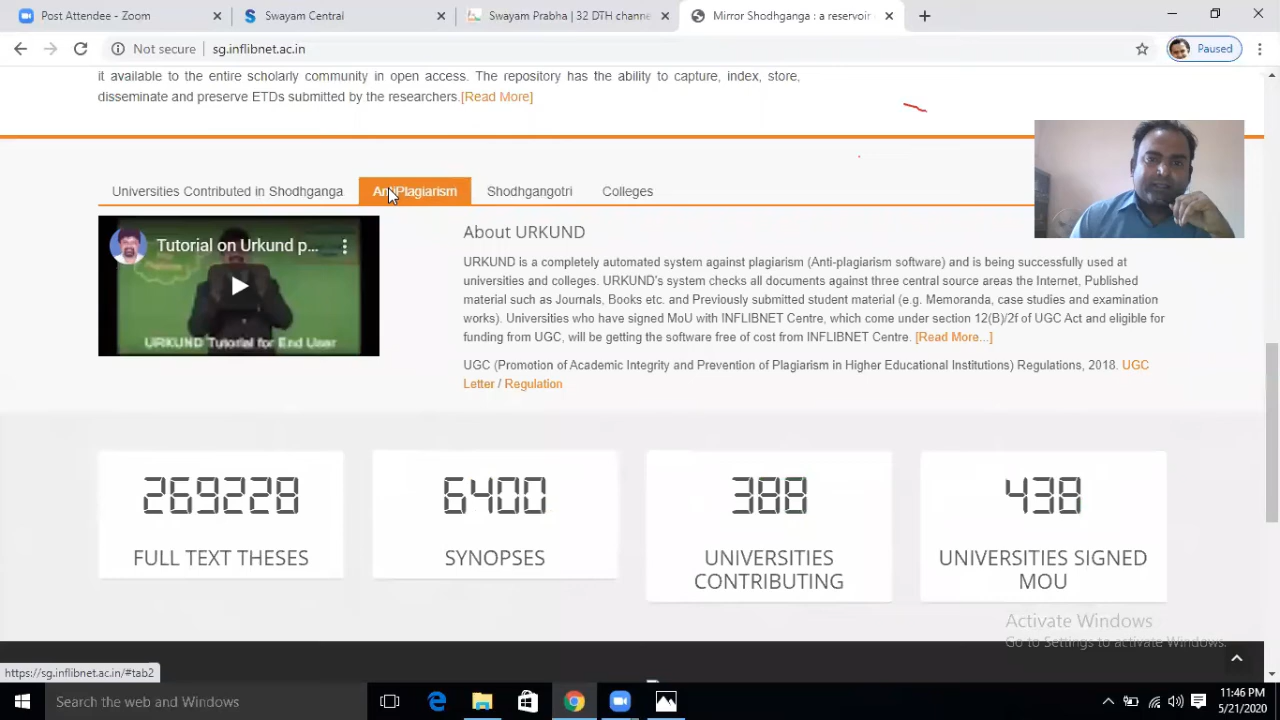 Post Attendee - Zoom
Swayam Central
Swayam Prabha | 32 DTH channe
Mirror Shodhganga : a reservoir
Not secure
sg.inflibnet.ac.in
Paused
it available to the entire scholarly community in open access. The repository has the ability to capture, index, store,
disseminate and preserve ETDs submitted by the researchers.[Read More]
Universities Contributed in Shodhganga
AntiPlagiarism
Shodhgangotri
Colleges
Tutorial on Urkund p...
URKUND Tutorial for End User
About URKUND
URKUND is a completely automated system against plagiarism (Anti-plagiarism software) and is being successfully used at
universities and colleges. URKUND's system checks all documents against three central source areas the Internet, Published
material such as Journals, Books etc. and Previously submitted student material (e.g. Memoranda, case studies and examination
works). Universities who have signed MoU with INFLIBNET Centre, which come under section 12(B)/2f of UGC Act and eligible for
funding from UGC, will be getting the software free of cost from INFLIBNET Centre. [Read More...]
UGC (Promotion of Academic Integrity and Prevention of Plagiarism in Higher Educational Institutions) Regulations, 2018. UGC
Letter / Regulation
269228
FULL TEXT THESES
6400
SYNOPSES
388
UNIVERSITIES
CONTRIBUTING
438
UNIVERSITIES SIGNED
MOU
Activate Windows
Go to Settings to activate Windows.
https://sg.inflibnet.ac.in/#tab2
Search the web and Windows
11:46 PM
5/21/2020